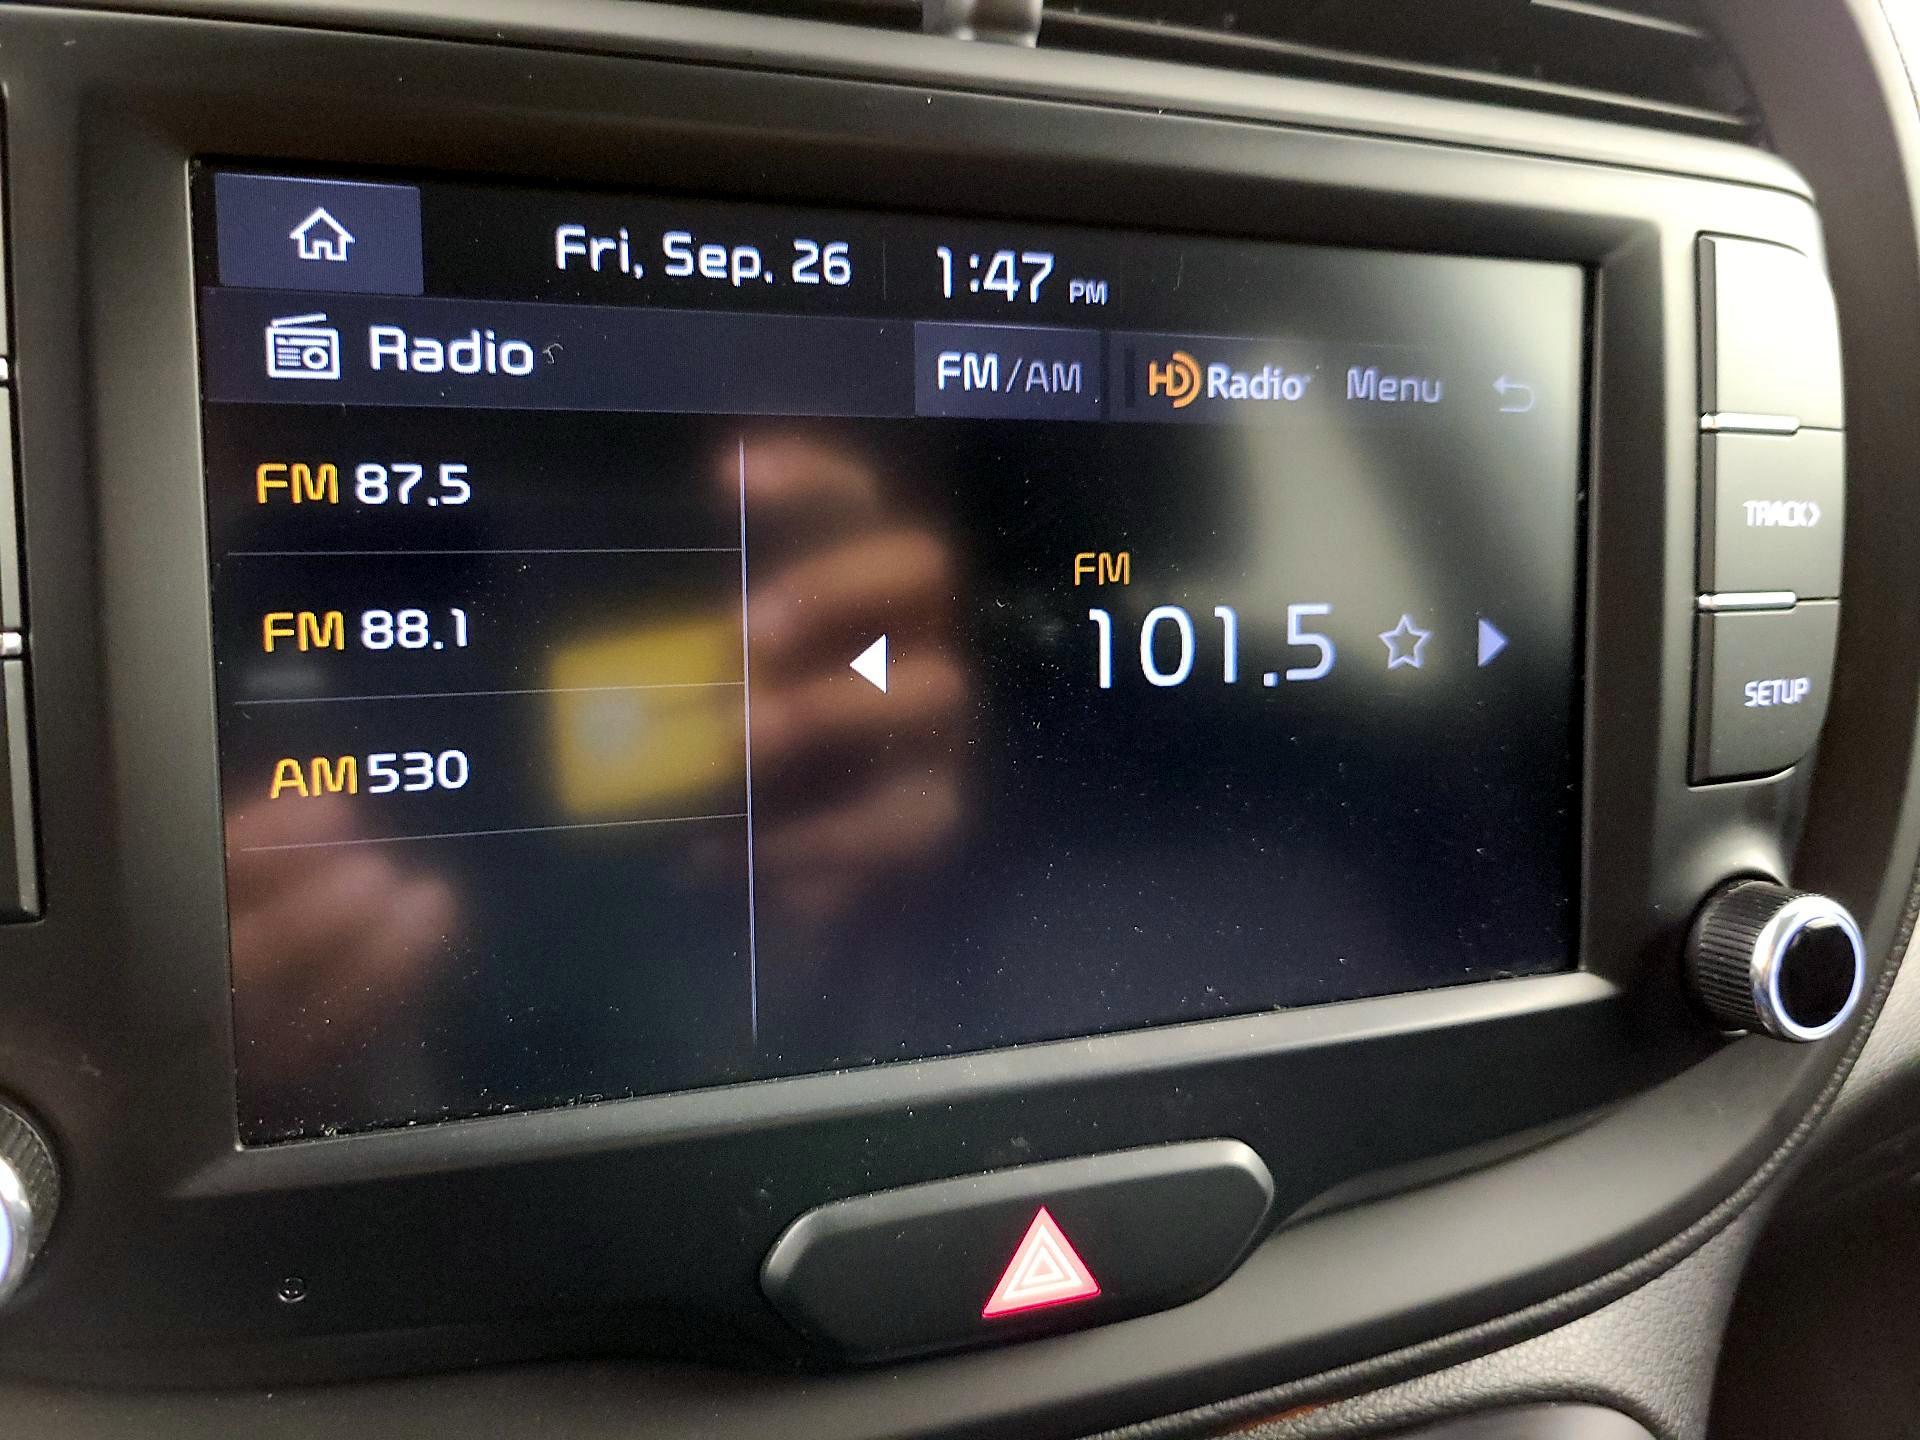 Fri, Sep. 26 1:47 PM
Radio FM/AM HD Radio Menu
FM 87.5
FM 88.1
AM 530
FM
101.5
TRACK>
SETUP